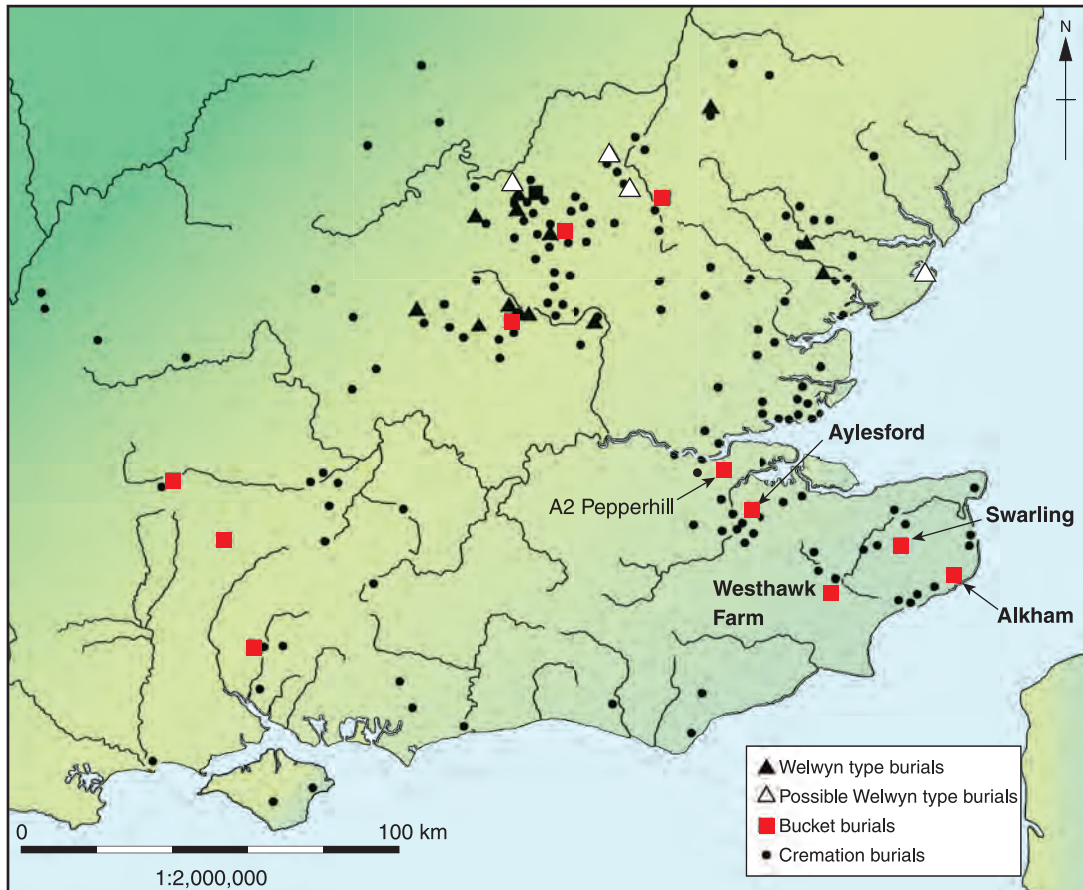 N
Aylesford
A2 Pepperhill
Swarling
Westhawk
Farm
Alkham
Welwyn type burials
Possible Welwyn type burials
Bucket burials
Cremation burials
0
100 km
1:2,000,000